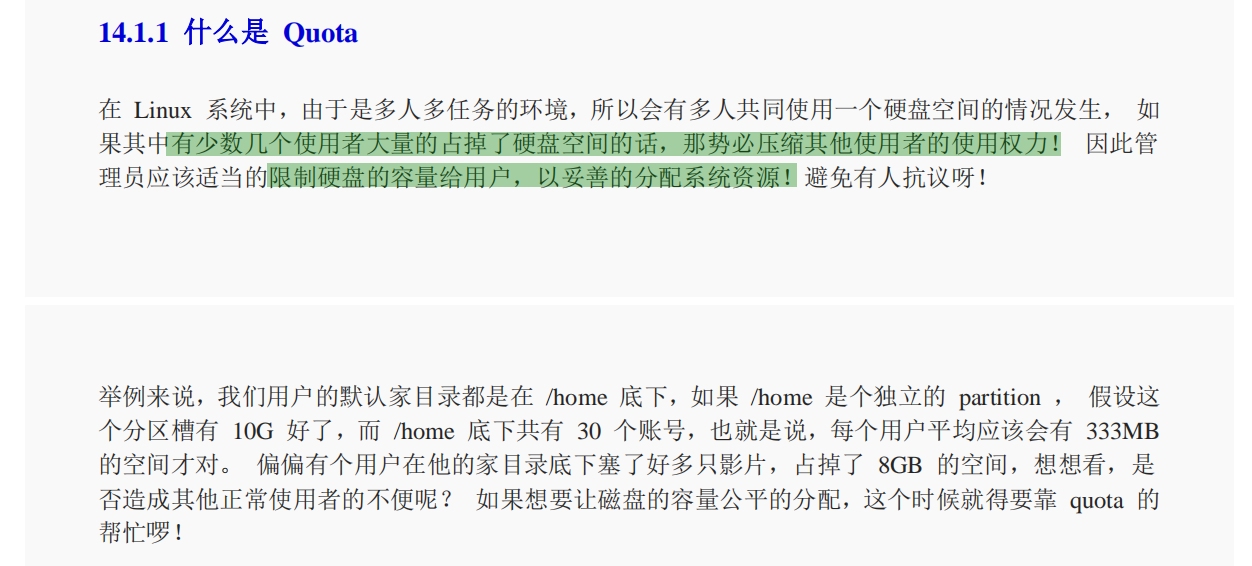 14.1.1 什么是 Quota
在 Linux 系统中，由于是多人多任务的环境，所以会有多人共同使用一个硬盘空间的情况发生， 如
果其中有少数几个使用者大量的占掉了硬盘空间的话，那势必压缩其他使用者的使用权力！ 因此管
理员应该适当的限制硬盘的容量给用户，以妥善的分配系统资源！避免有人抗议呀！
举例来说，我们用户的默认家目录都是在 /home 底下，如果 /home 是个独立的 partition ， 假设这
个分区槽有 10G 好了，而 /home 底下共有 30 个账号，也就是说，每个用户平均应该会有 333MB
的空间才对。 偏偏有个用户在他的家目录底下塞了好多只影片，占掉了 8GB 的空间，想想看，是
否造成其他正常使用者的不便呢？ 如果想要让磁盘的容量公平的分配，这个时候就得要靠 quota 的
帮忙啰！